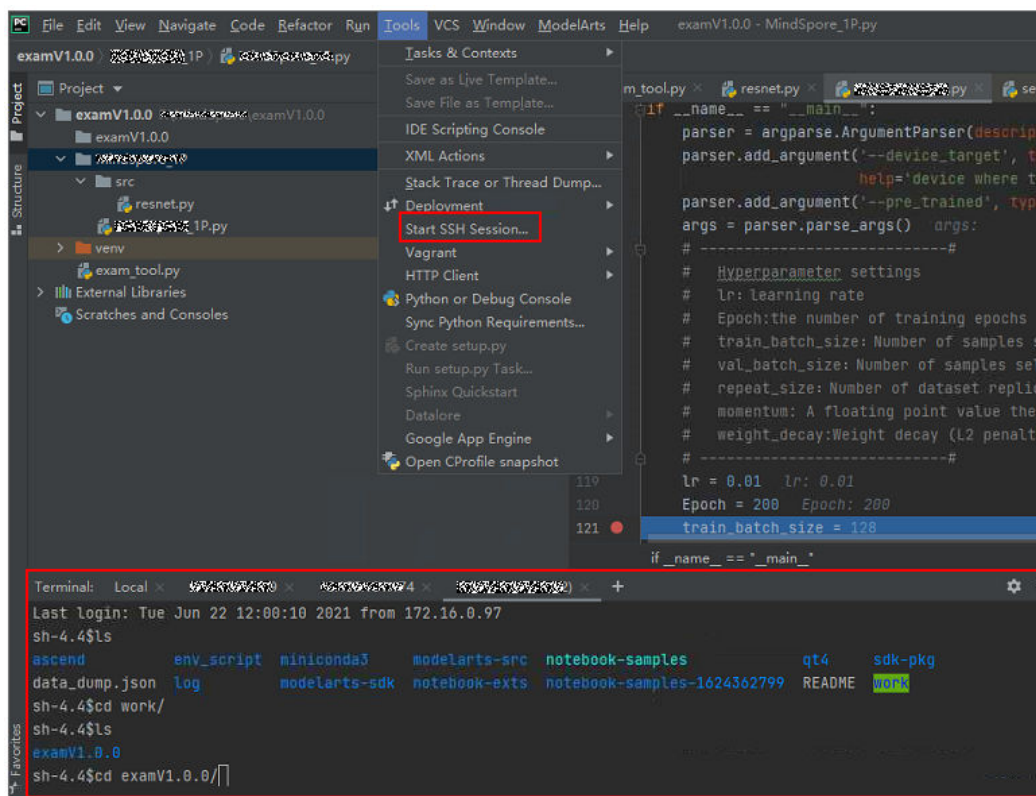 PC File Edit View Navigate Code Refactor Run Tools VCS Window ModelArts Help examV1.0.0 - MindSpore_1P.py
examV1.0.0 _1P .py
Project
Project
Structure
Favorites
examV1.0.0 \examV1.0.0
examV1.0.0
src
resnet.py
_1P.py
venv
exam_tool.py
External Libraries
Scratches and Consoles
Tasks & Contexts
Save as Live Template...
Save File as Template...
IDE Scripting Console
XML Actions
Stack Trace or Thread Dump...
Deployment
Start SSH Session...
Vagrant
HTTP Client
Python or Debug Console
Sync Python Requirements...
Create setup.py
Run setup.py Task...
Sphinx Quickstart
Datalore
Google App Engine
Open CProfile snapshot
m_tool.py resnet.py .py se
if __name__ == "__main__":
parser = argparse.ArgumentParser(descrip
parser.add_argument('--device_target', t
help='device where t
parser.add_argument('--pre_trained', typ
args = parser.parse_args() args:
# ---------------------------#
# Hyperparameter settings
# lr: learning rate
# Epoch:the number of training epochs
# train_batch_size: Number of samples s
# val_batch_size: Number of samples sel
# repeat_size: Number of dataset replic
# momentum: A floating point value the
# weight_decay:Weight decay (L2 penalt
# ---------------------------#
119 lr = 0.01 lr: 0.01
120 Epoch = 200 Epoch: 200
121 train_batch_size = 128
if __name__ == "__main__"
Terminal: Local 9 74 2) +
Last login: Tue Jun 22 12:00:10 2021 from 172.16.0.97
sh-4.4$ls
ascend env_script miniconda3 modelarts-src notebook-samples qt4 sdk-pkg
data_dump.json log modelarts-sdk notebook-exts notebook-samples-1624362799 README work
sh-4.4$cd work/
sh-4.4$ls
examV1.0.0
sh-4.4$cd examV1.0.0/